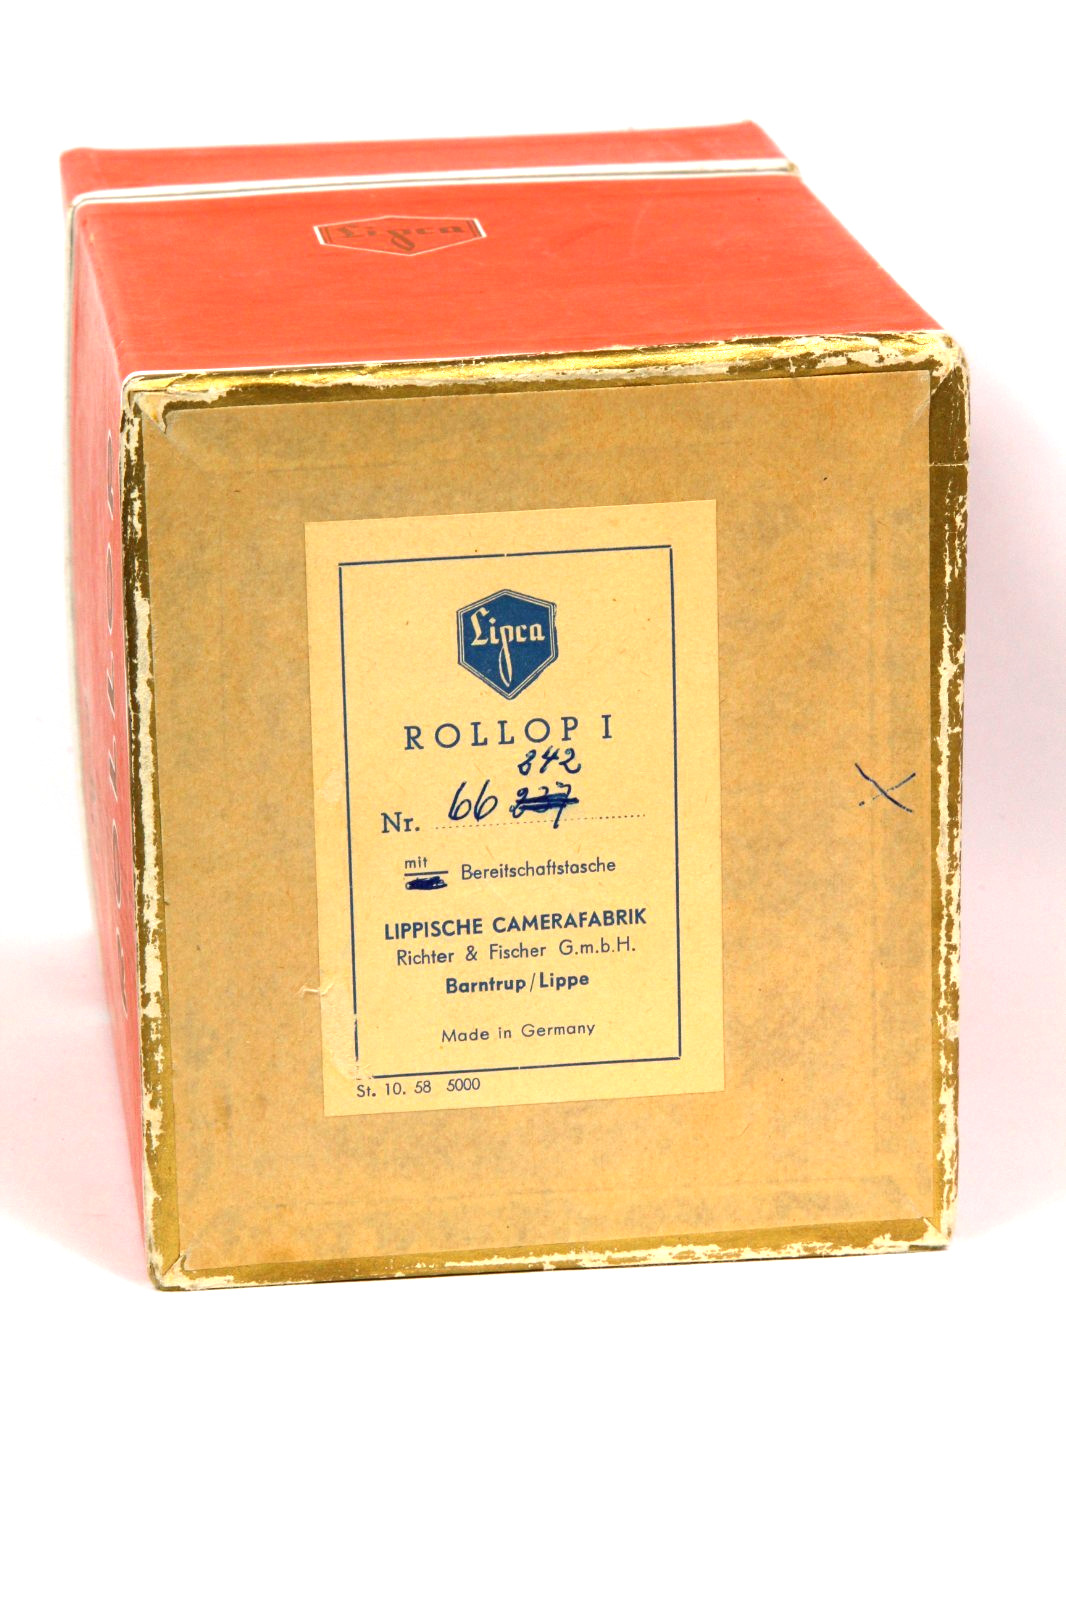 Lipca
ROLLOP
Lipca
ROLLOP I
842
Nr. 66
mit
Bereitschaftstasche
LIPPISCHE CAMERAFABRIK
Richter & Fischer G.m.b.H.
Barntrup/Lippe
Made in Germany
St. 10. 58 5000